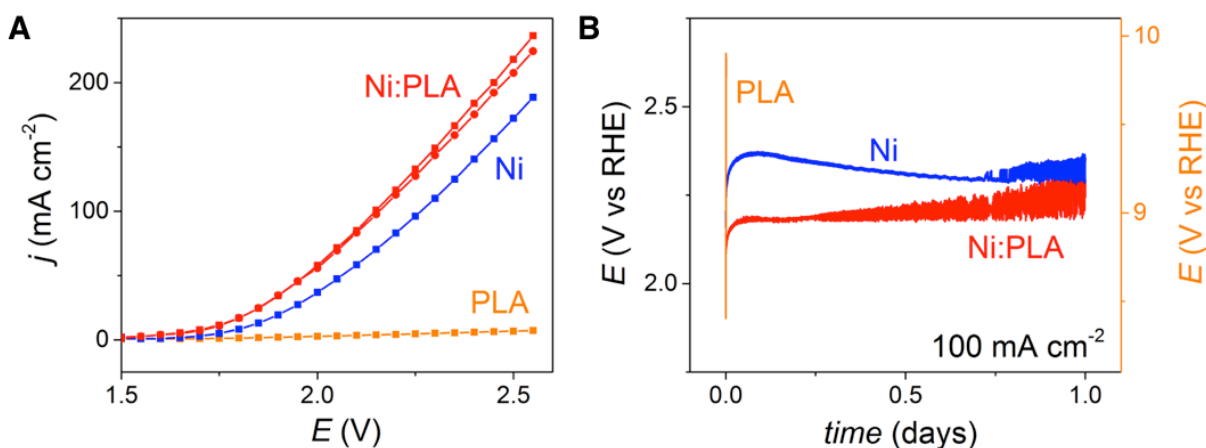 A
j (mA cm⁻²)
200
100
0
Ni:PLA
Ni
PLA
1.5
2.0
2.5
E (V)
B
E (V vs RHE)
2.5
2.0
PLA
Ni
Ni:PLA
100 mA cm⁻²
0.0
0.5
1.0
time (days)
10
9
E (V vs RHE)